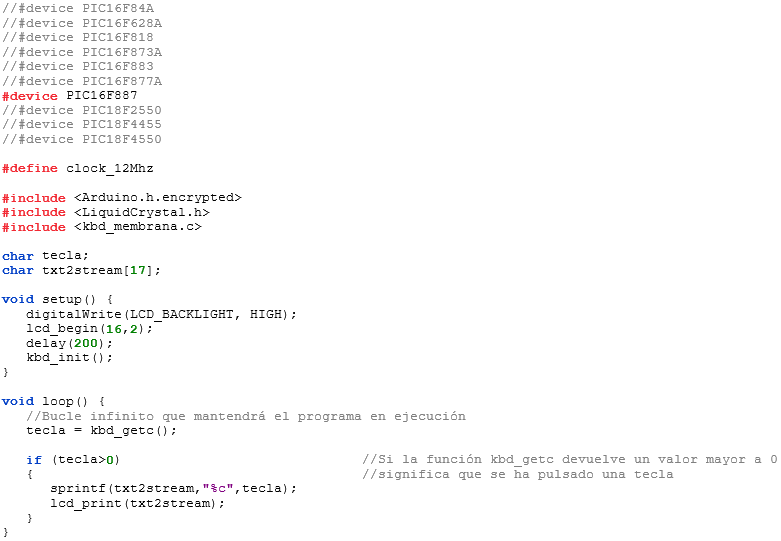 //#device PIC16F84A
//#device PIC16F628A
//#device PIC16F818
//#device PIC16F873A
//#device PIC16F883
//#device PIC16F877A
#device PIC16F887
//#device PIC18F2550
//#device PIC18F4455
//#device PIC18F4550
#define clock_12Mhz
#include <Arduino.h.encrypted>
#include <LiquidCrystal.h>
#include <kbd_membrana.c>
char tecla;
char txt2stream[17];
void setup() {
digitalWrite(LCD_BACKLIGHT, HIGH);
lcd_begin(16,2);
delay(200);
kbd_init();
}
void loop() {
//Bucle infinito que mantendrá el programa en ejecución
tecla = kbd_getc();
if (tecla>0) //Si la función kbd_getc devuelve un valor mayor a 0
{ //significa que se ha pulsado una tecla
sprintf(txt2stream,"%c",tecla);
lcd_print(txt2stream);
}
}